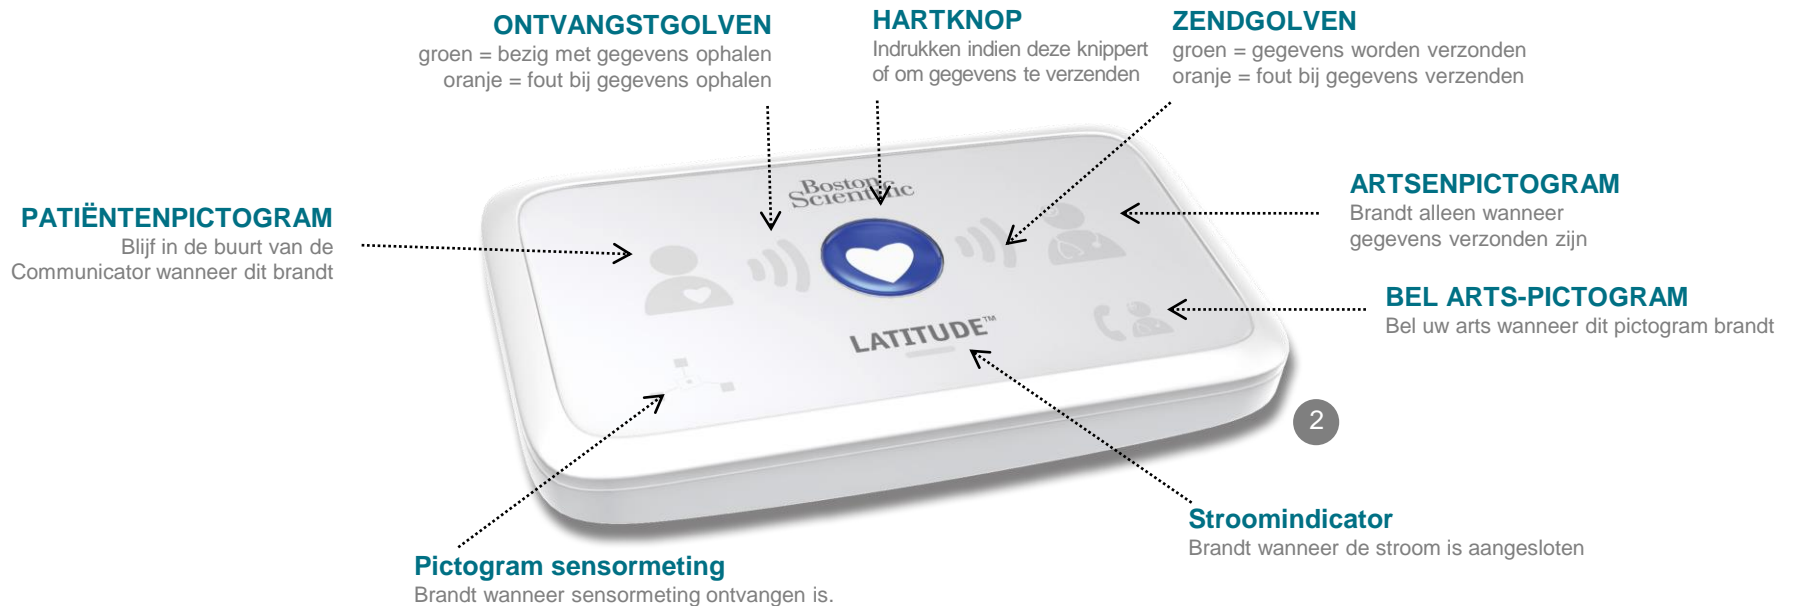 ONTVANGSTGOLVEN
groen = bezig met gegevens ophalen
oranje = fout bij gegevens ophalen
HARTKNOP
Indrukken indien deze knippert
of om gegevens te verzenden
ZENDGOLVEN
groen = gegevens worden verzonden
oranje = fout bij gegevens verzenden
PATIËNTENPICTOGRAM
Blijf in de buurt van de
Communicator wanneer dit brandt
Boston
Scientific
ARTSENPICTOGRAM
Brandt alleen wanneer
gegevens verzonden zijn
BEL ARTS-PICTOGRAM
Bel uw arts wanneer dit pictogram brandt
LATITUDE™
2
Stroomindicator
Brandt wanneer de stroom is aangesloten
Pictogram sensormeting
Brandt wanneer sensormeting ontvangen is.